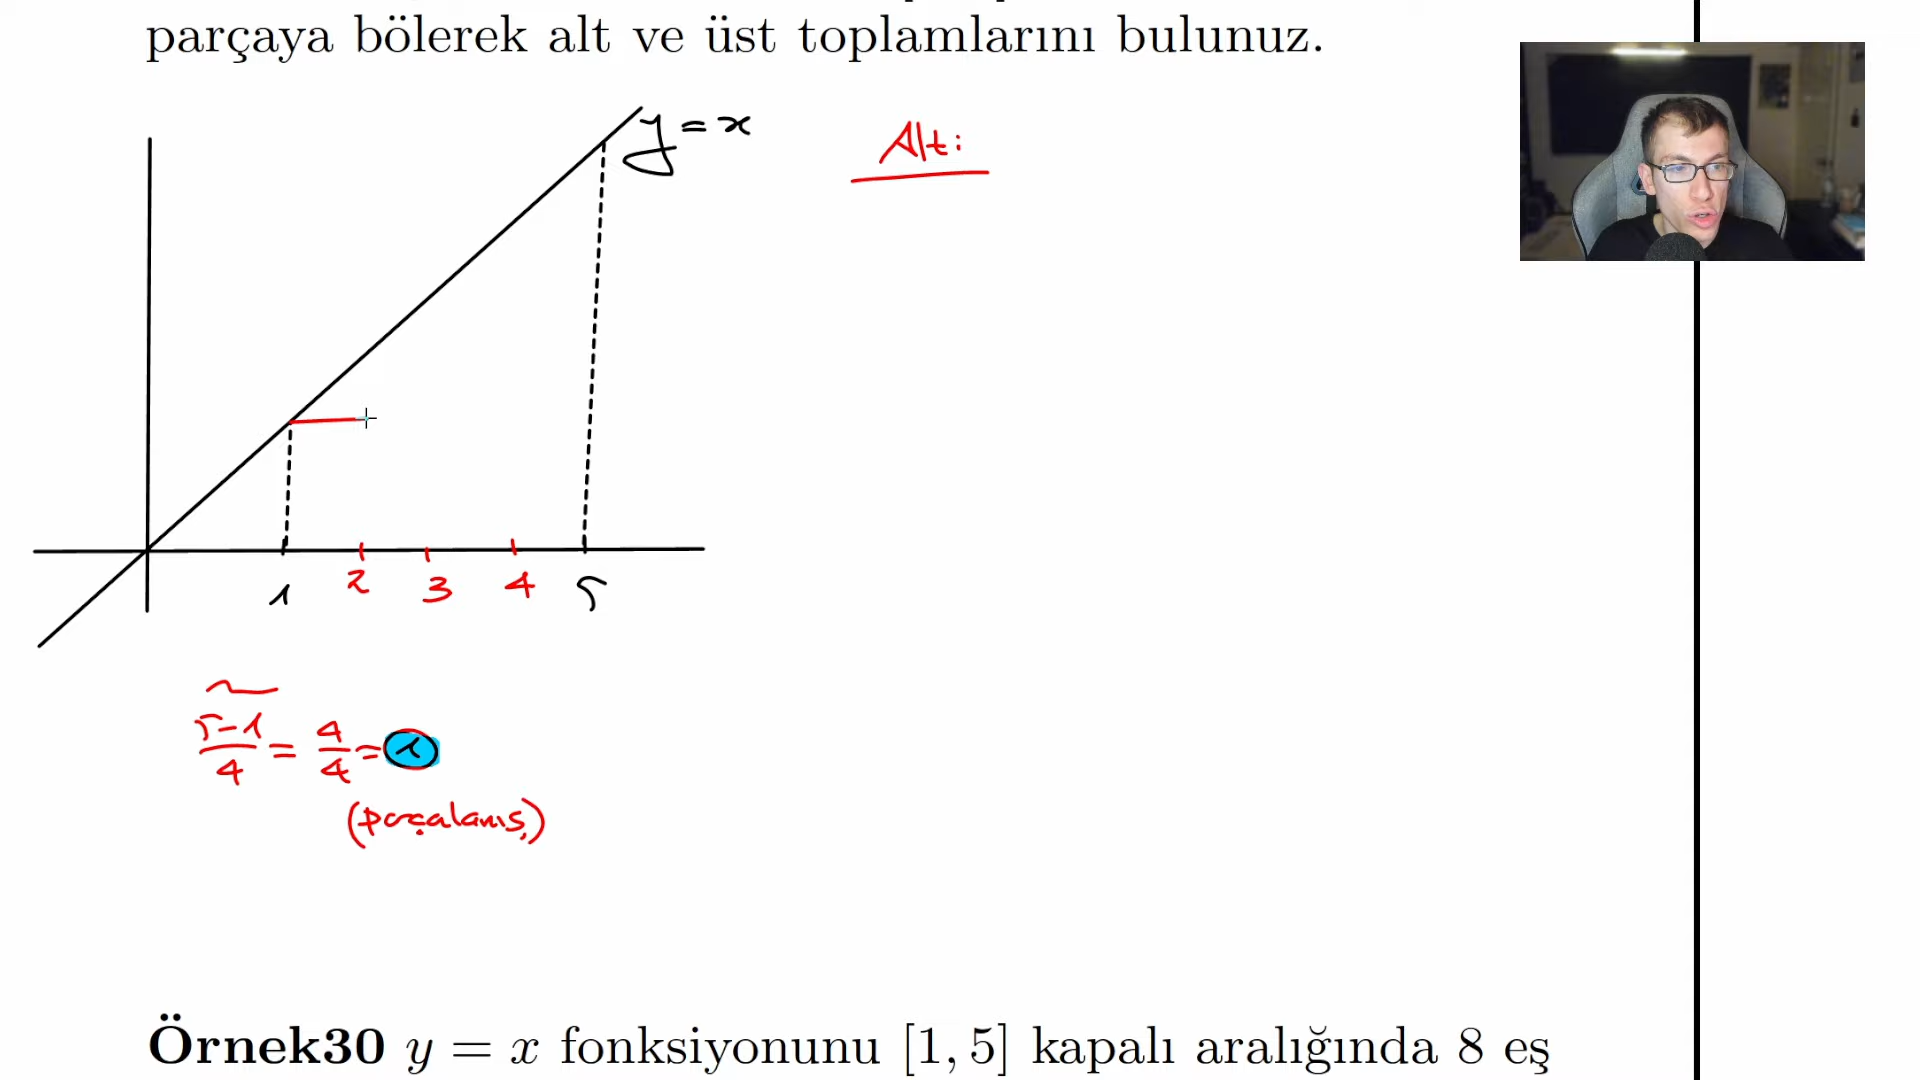 parçaya bölerek alt ve üst toplamlarını bulunuz.
y = x
Alt:
1 2 3 4 5
5-1/4 = 4/4 = 1
(parçalanış)
Örnek30 y = x fonksiyonunu [1, 5] kapalı aralığında 8 eş